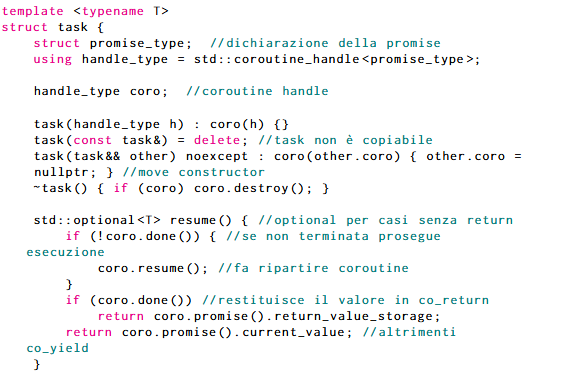 template <typename T>
struct task {
    struct promise_type;  //dichiarazione della promise
    using handle_type = std::coroutine_handle<promise_type>;

    handle_type coro;  //coroutine handle

    task(handle_type h) : coro(h) {}
    task(const task&) = delete; //task non è copiabile
    task(task&& other) noexcept : coro(other.coro) { other.coro =
    nullptr; } //move constructor
    ~task() { if (coro) coro.destroy(); }

    std::optional<T> resume() { //optional per casi senza return
        if (!coro.done()) { //se non terminata prosegue
   esecuzione
            coro.resume(); //fa ripartire coroutine
        }
        if (coro.done()) //restituisce il valore in co_return
            return coro.promise().return_value_storage;
        return coro.promise().current_value; //altrimenti
   co_yield
    }